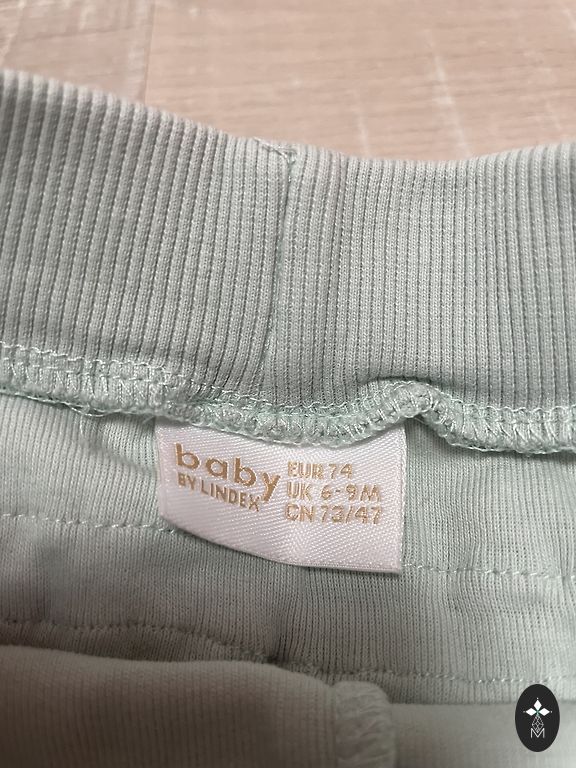 baby
BY LINDEX
EUR 74
UK 6-9M
CN 73/47
M